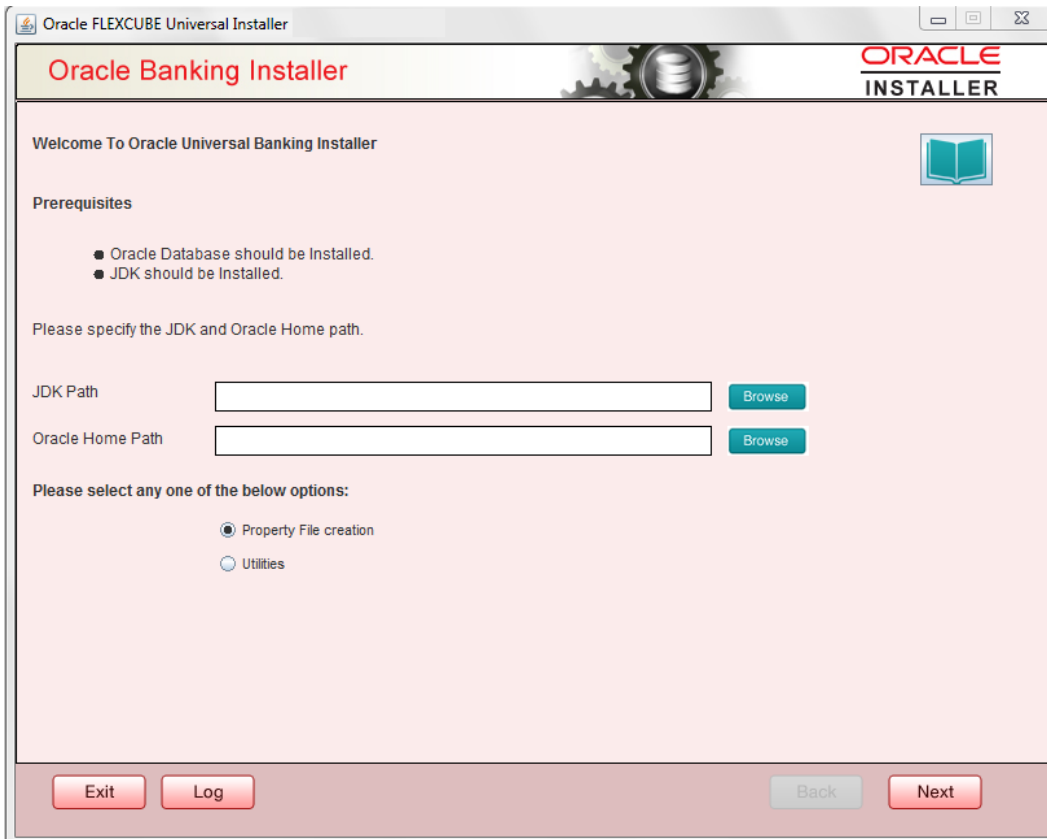 Oracle FLEXCUBE Universal Installer
Oracle Banking Installer
ORACLE
INSTALLER
Welcome To Oracle Universal Banking Installer
Prerequisites
Oracle Database should be Installed.
JDK should be Installed.
Please specify the JDK and Oracle Home path.
JDK Path
Browse
Oracle Home Path
Browse
Please select any one of the below options:
Property File creation
Utilities
Exit
Log
Back
Next